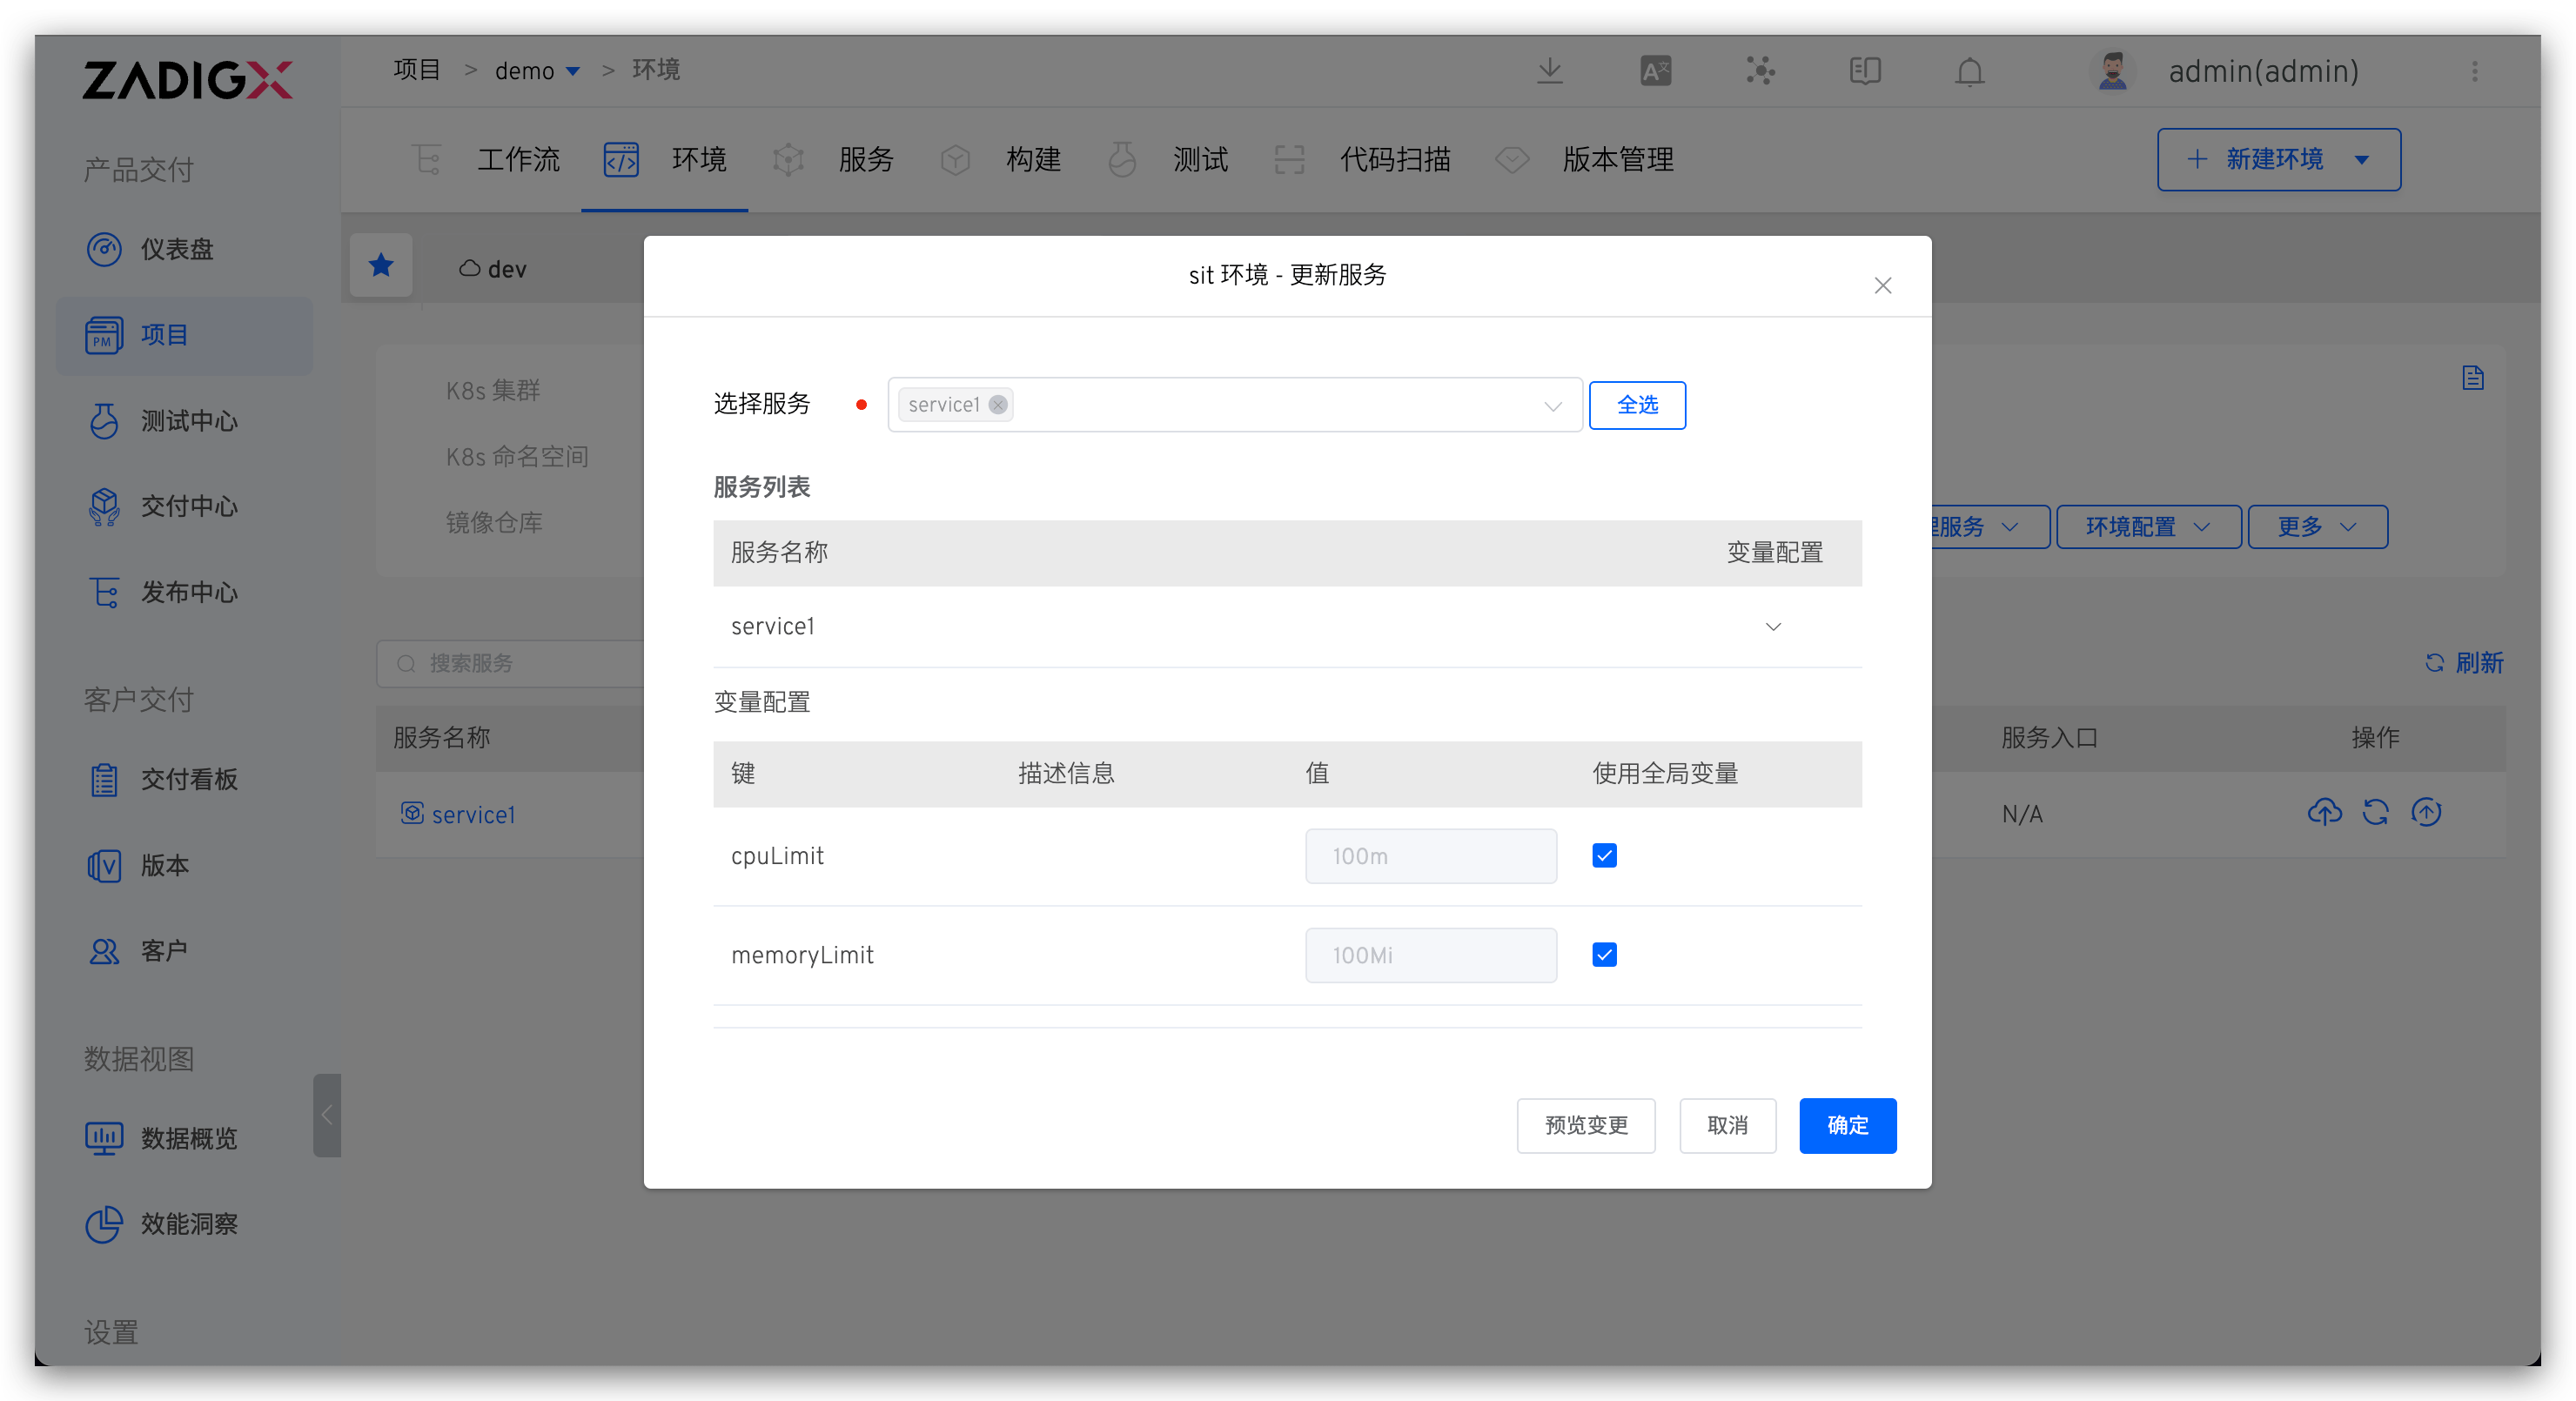 ZADIGX
项目 > demo > 环境
admin(admin)
工作流 环境 服务 构建 测试 代码扫描 版本管理
+ 新建环境
产品交付
仪表盘
项目
PM
测试中心
交付中心
发布中心
客户交付
交付看板
版本
客户
数据视图
数据概览
效能洞察
设置
dev
K8s 集群
K8s 命名空间
镜像仓库
服务
环境配置
更多
搜索服务
刷新
服务名称
服务入口
操作
service1
N/A
sit 环境 - 更新服务
选择服务
service1
全选
服务列表
服务名称 变量配置
service1
变量配置
键 描述信息 值 使用全局变量
cpuLimit 100m
memoryLimit 100Mi
预览变更 取消 确定